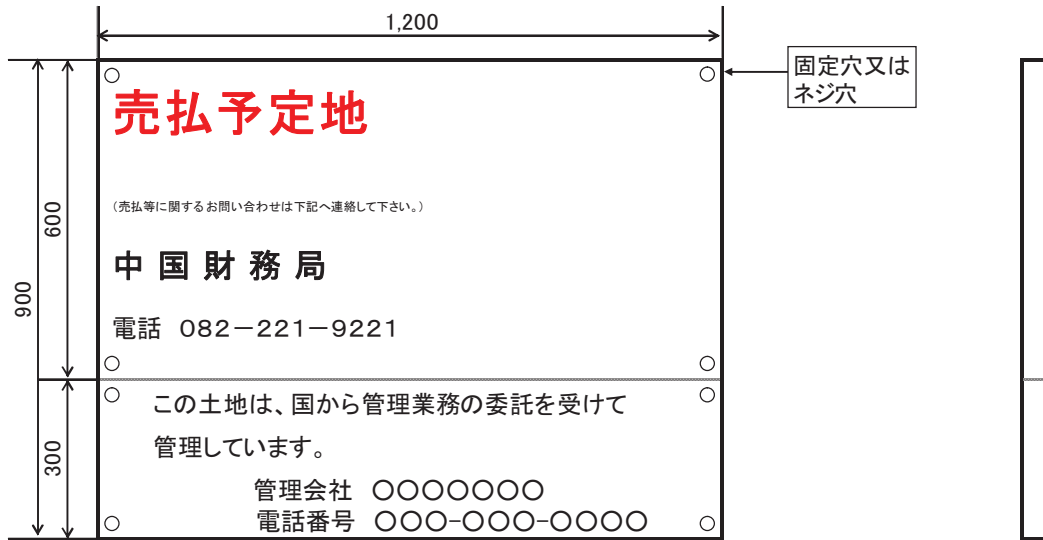 1,200
固定穴又は
ネジ穴
売払予定地
（売払等に関するお問い合わせは下記へ連絡して下さい。）
600
中国財務局
900
電話 082－221－9221
この土地は、国から管理業務の委託を受けて
管理しています。
300
管理会社 〇〇〇〇〇〇〇
電話番号 〇〇〇-〇〇〇-〇〇〇〇